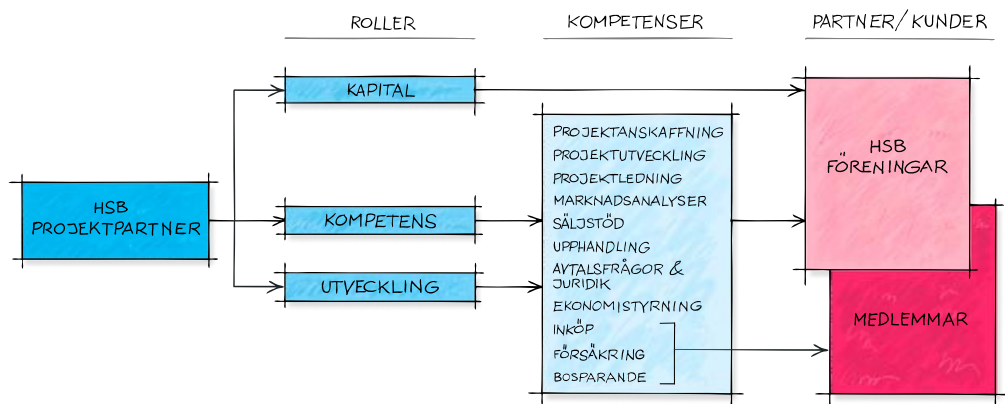 ROLLER
KOMPETENSER
PARTNER/KUNDER
HSB
PROJEKTPARTNER
KAPITAL
KOMPETENS
UTVECKLING
PROJEKTANSKAFFNING
PROJEKTUTVECKLING
PROJEKTLEDNING
MARKNADSANALYSER
SÄLJSTÖD
UPPHANDLING
AVTALSFRÅGOR &
JURIDIK
EKONOMISTYRNING
INKÖP
FÖRSÄKRING
BOSPARANDE
HSB
FÖRENINGAR
MEDLEMMAR